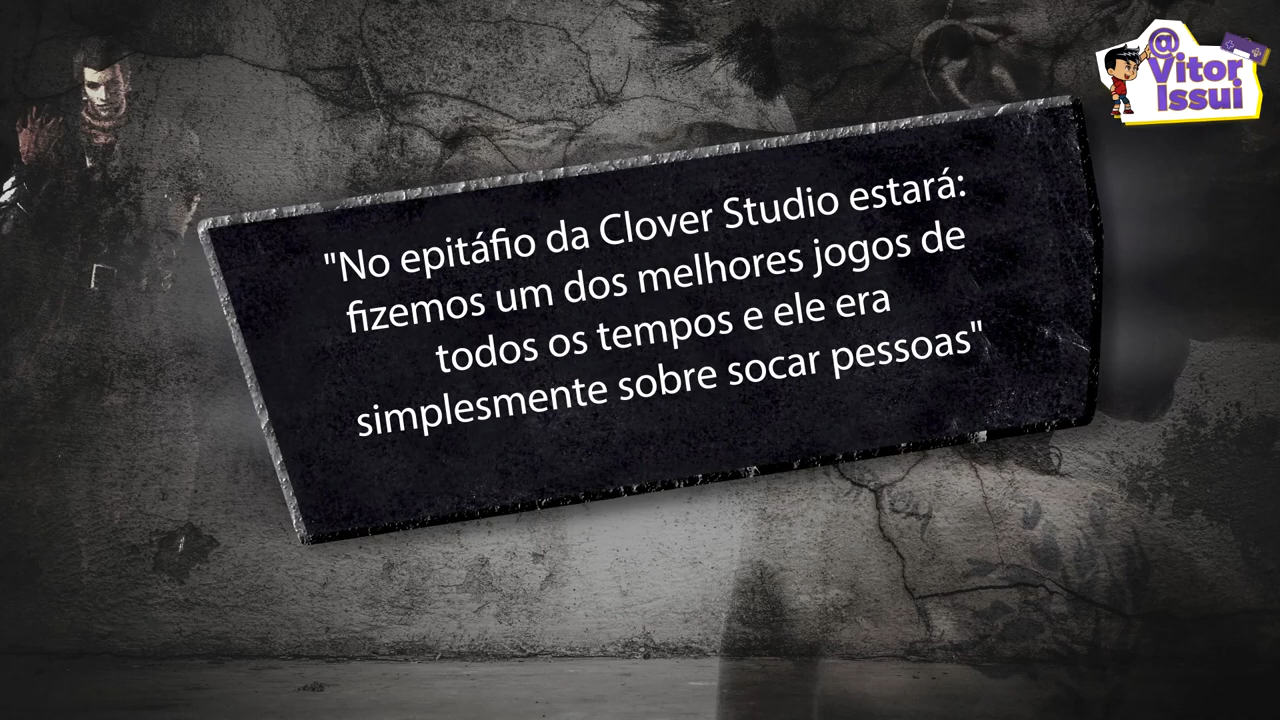 @
Vitor
Issui
"No epitáfio da Clover Studio estará:
fizemos um dos melhores jogos de
todos os tempos e ele era
simplesmente sobre socar pessoas"